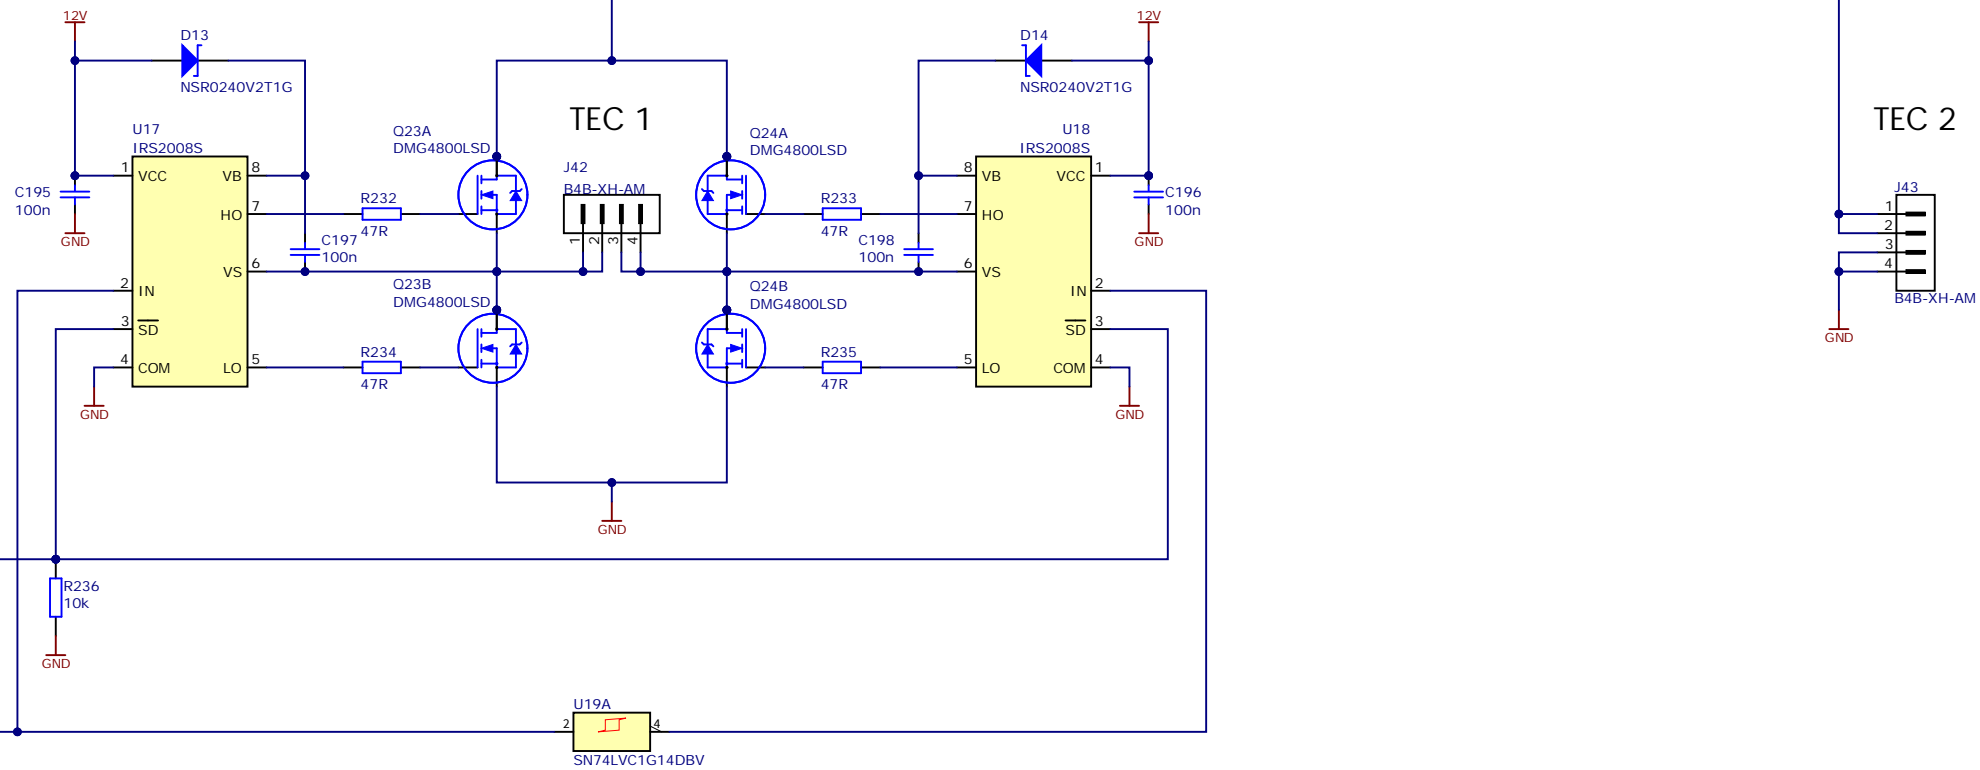 12V
12V
D13
NSR0240V2T1G
D14
NSR0240V2T1G
TEC 1
TEC 2
U17
IRS2008S
1
VCC
2
IN
3
SD
4
COM
VB
8
HO
7
VS
6
LO
5
C195
100n
GND
GND
R232
47R
C197
100n
R234
47R
Q23A
DMG4800LSD
Q23B
DMG4800LSD
J42
B4B-XH-AM
1
2
3
4
Q24A
DMG4800LSD
Q24B
DMG4800LSD
R233
47R
C198
100n
R235
47R
U18
IRS2008S
8
VB
7
HO
6
VS
5
LO
VCC
1
IN
2
SD
3
COM
4
C196
100n
GND
GND
J43
1
2
3
4
B4B-XH-AM
GND
GND
R236
10k
GND
U19A
2
4
SN74LVC1G14DBV